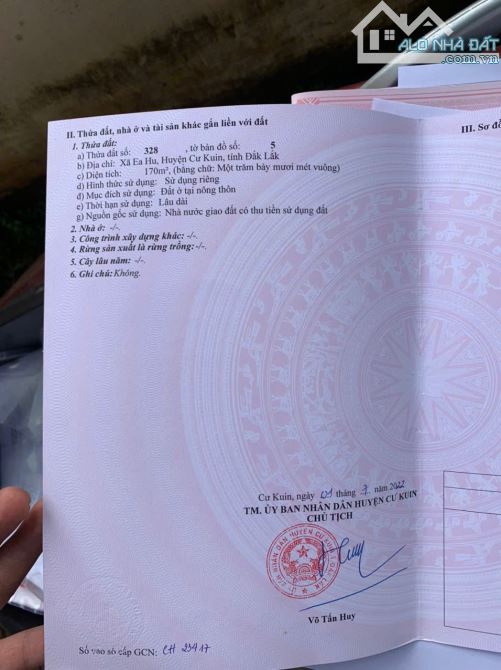 ALO NHÀ ĐẤT
.com.vn
II. Thửa đất, nhà ở và tài sản khác gắn liền với đất
III. Sơ đồ
1. Thửa đất:
a) Thửa đất số: 328 , tờ bản đồ số: 5
b) Địa chỉ: Xã Ea Hu, Huyện Cư Kuin, tỉnh Đắk Lắk
c) Diện tích: 170m², (bằng chữ: Một trăm bảy mươi mét vuông)
d) Hình thức sử dụng: Sử dụng riêng
đ) Mục đích sử dụng: Đất ở tại nông thôn
e) Thời hạn sử dụng: Lâu dài
g) Nguồn gốc sử dụng: Nhà nước giao đất có thu tiền sử dụng đất
2. Nhà ở: -/-.
3. Công trình xây dựng khác: -/-.
4. Rừng sản xuất là rừng trồng: -/-.
5. Cây lâu năm: -/-.
6. Ghi chú: Không.
Cư Kuin, ngày 01 tháng 7 năm 2022
TM. ỦY BAN NHÂN DÂN HUYỆN CƯ KUIN
CHỦ TỊCH
Võ Tấn Huy
Số vào sổ cấp GCN: CH 23417